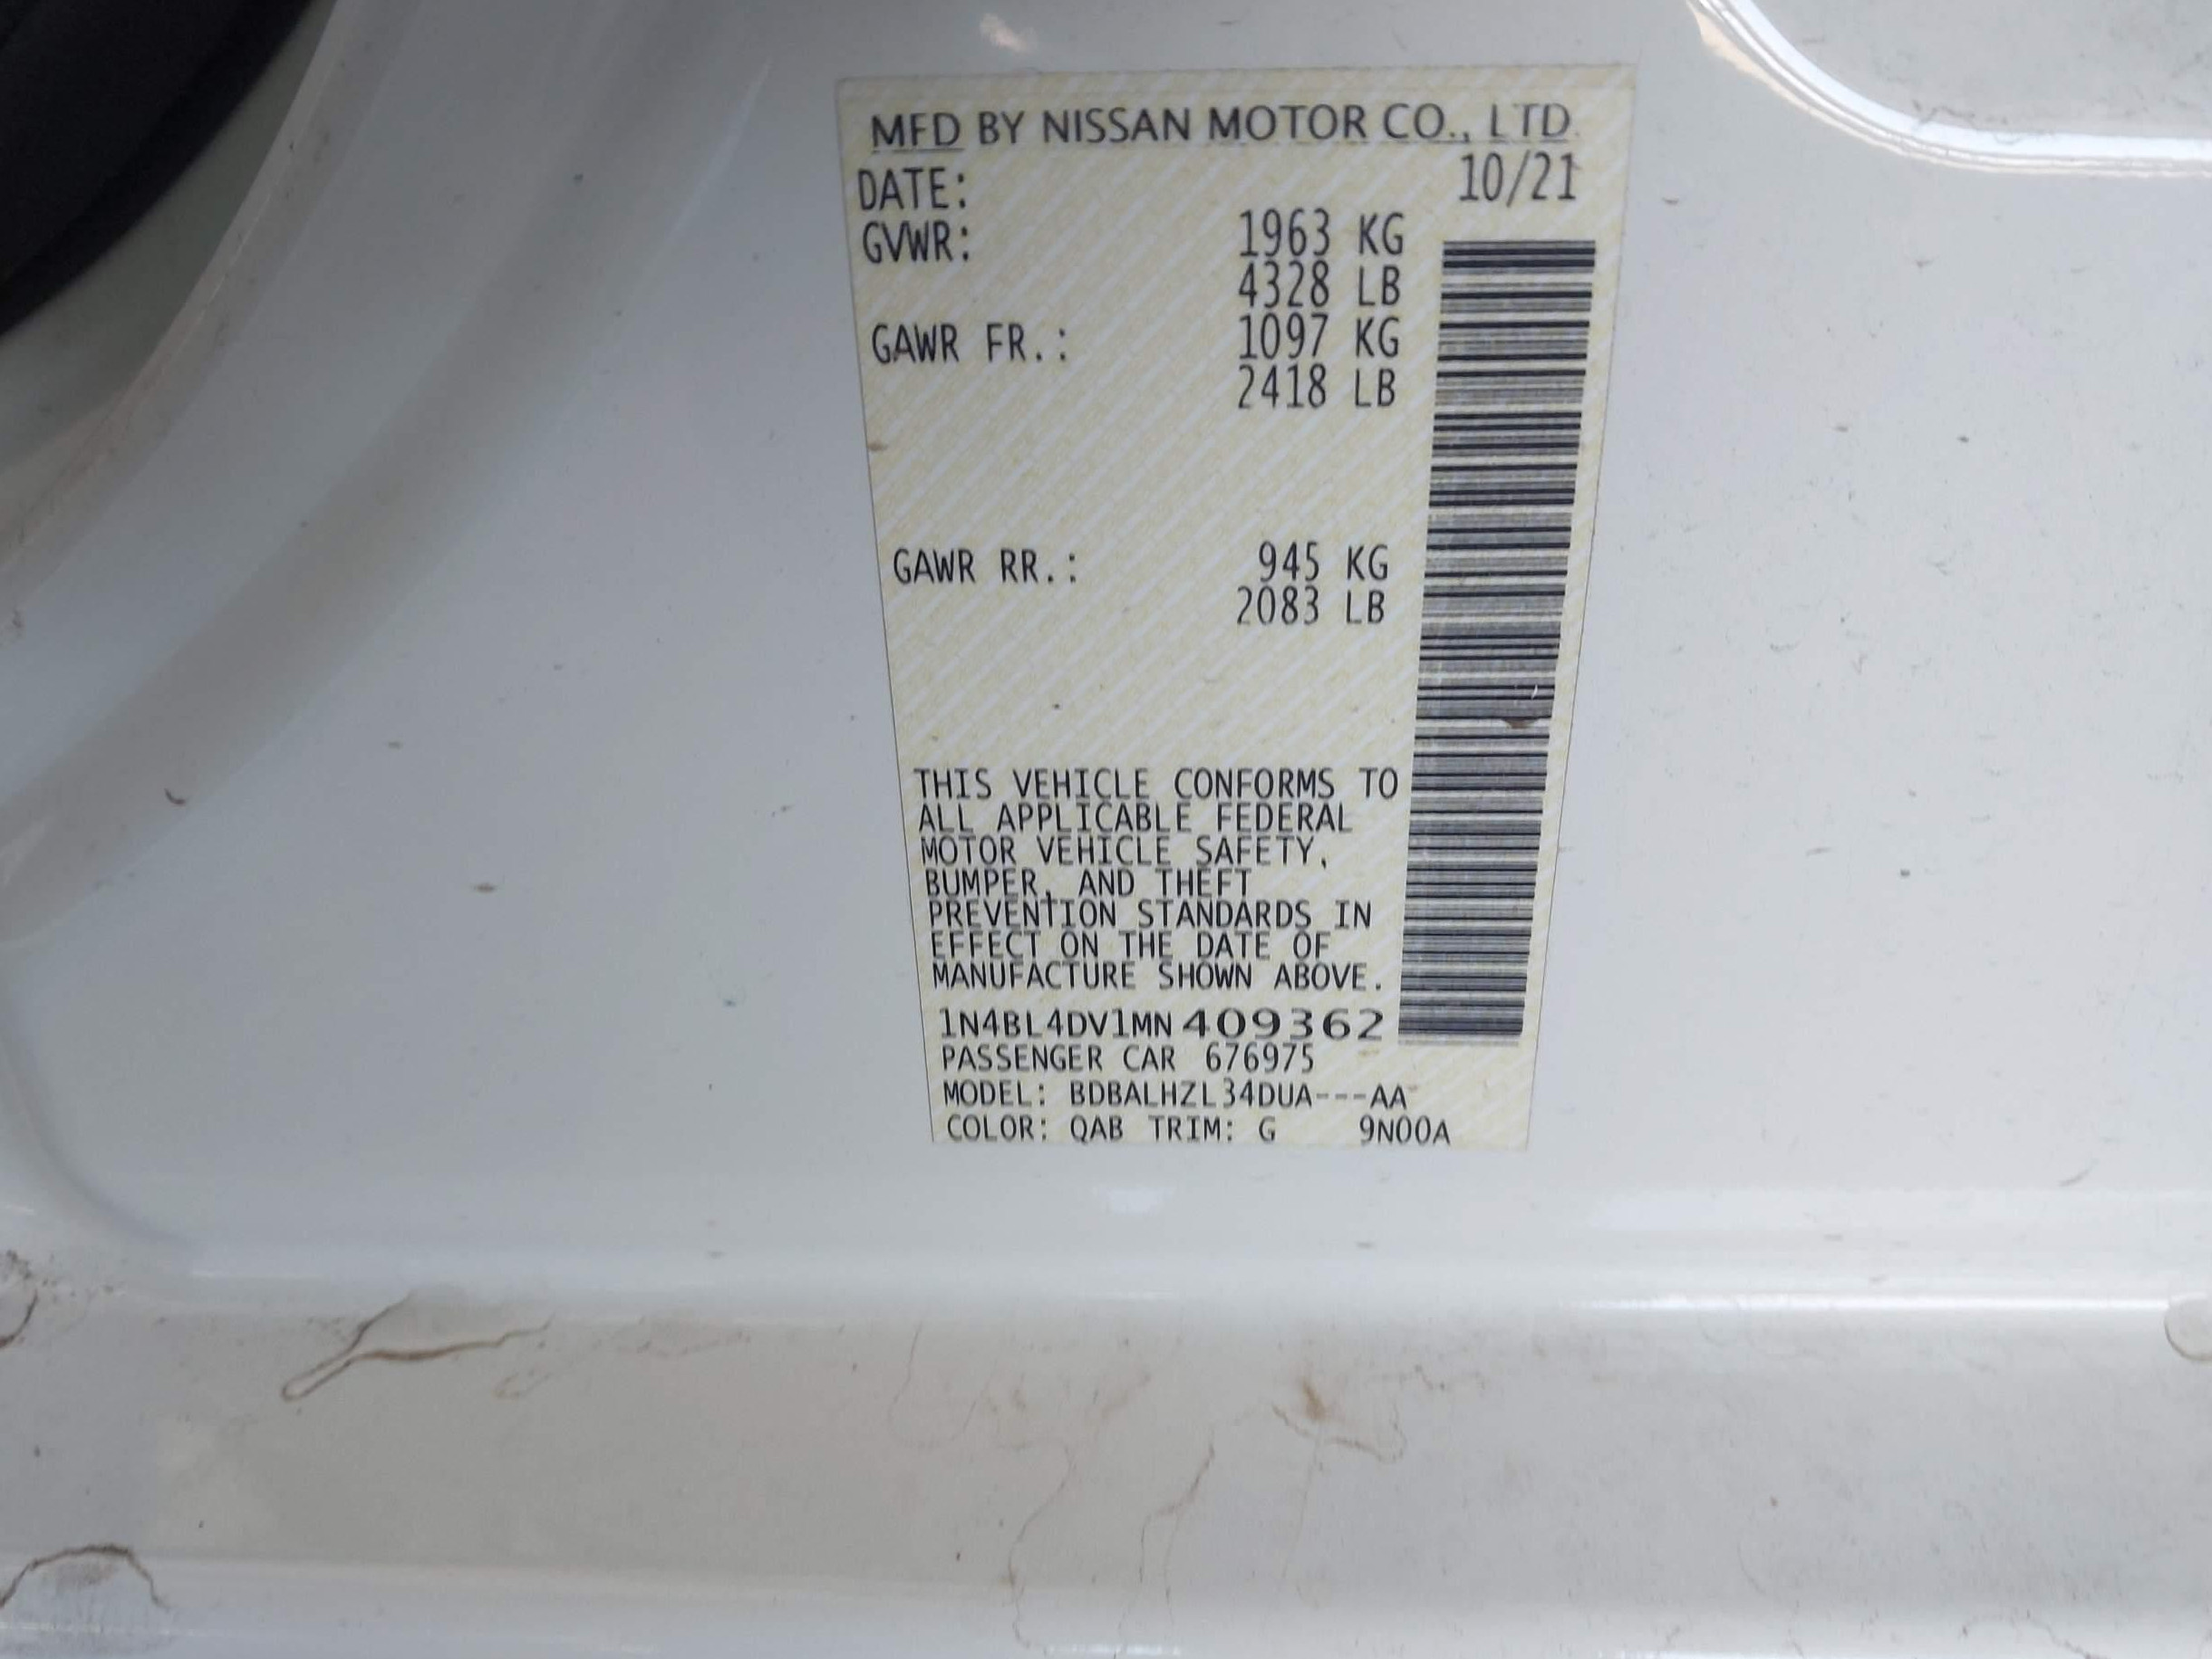 MFD BY NISSAN MOTOR CO., LTD.
DATE: 10/21
GVWR: 1963 KG
4328 LB
GAWR FR.: 1097 KG
2418 LB
GAWR RR.: 945 KG
2083 LB
THIS VEHICLE CONFORMS TO
ALL APPLICABLE FEDERAL
MOTOR VEHICLE SAFETY,
BUMPER, AND THEFT
PREVENTION STANDARDS IN
EFFECT ON THE DATE OF
MANUFACTURE SHOWN ABOVE.
1N4BL4DV1MN409362
PASSENGER CAR 676975
MODEL: BDBALHZL34DUA---AA
COLOR: QAB TRIM: G 9N00A